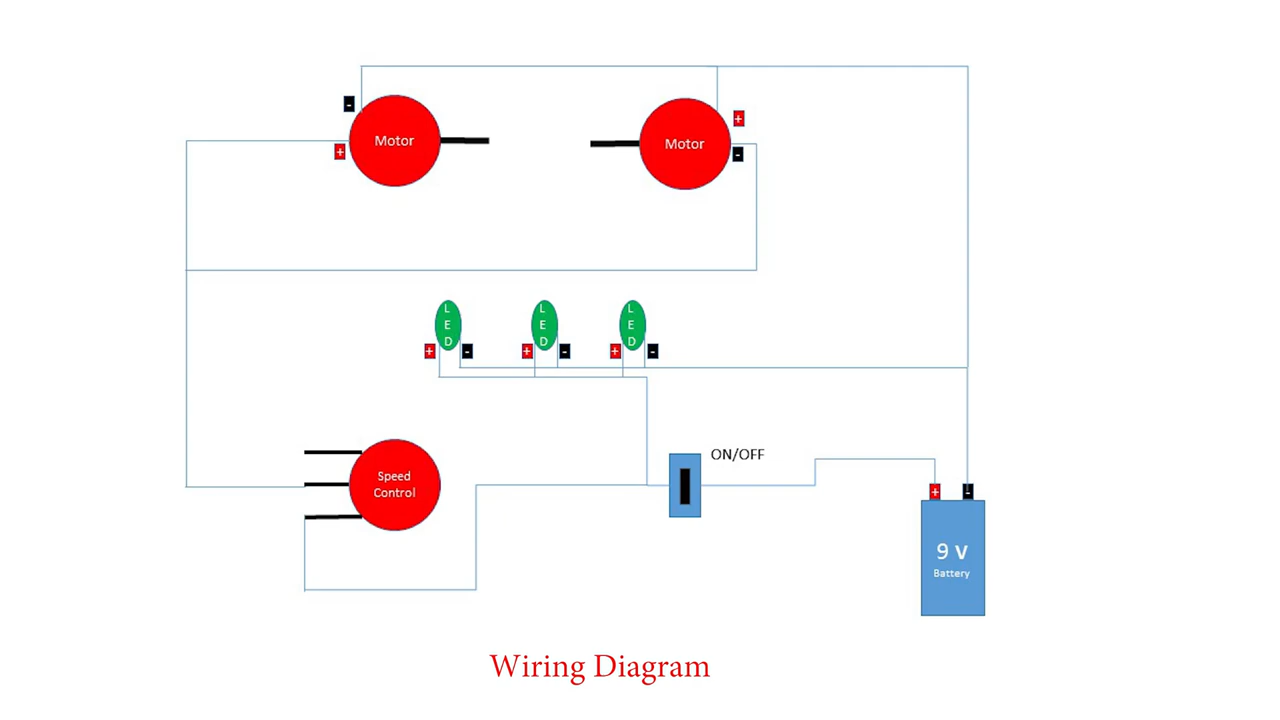 -
+
Motor
Motor
+
-
L
E
D
L
E
D
L
E
D
+
-
+
-
+
-
ON/OFF
Speed
Control
+
-
9 V
Battery
Wiring Diagram